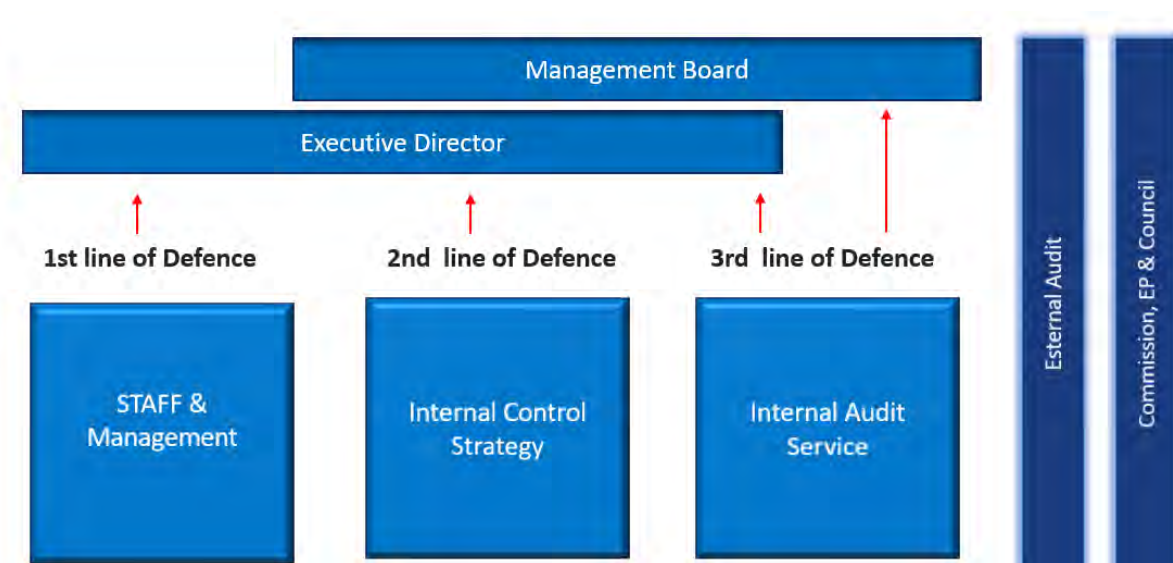 Management Board
Executive Director
1st line of Defence
2nd line of Defence
3rd line of Defence
STAFF &
Management
Internal Control
Strategy
Internal Audit
Service
Esternal Audit
Commission, EP & Council